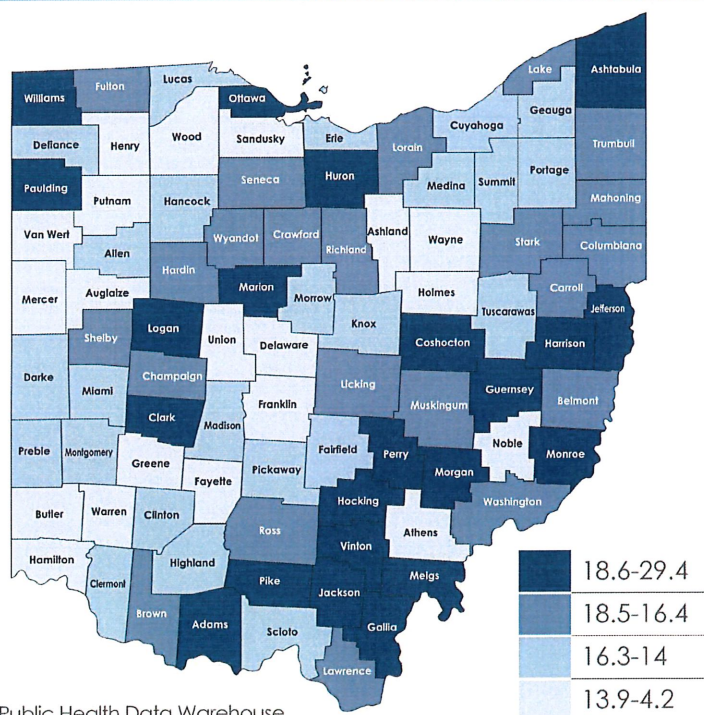 Lake
Ashtabula
Williams
Fulton
Lucas
Ottawa
Geauga
Cuyahoga
Defiance
Henry
Wood
Sandusky
Erie
Lorain
Trumbull
Paulding
Seneca
Huron
Medina
Summit
Portage
Putnam
Hancock
Mahoning
Van Wert
Allen
Wyandot
Crawford
Richland
Ashland
Wayne
Stark
Columbiana
Hardin
Mercer
Auglaize
Marion
Morrow
Holmes
Carroll
Tuscarawas
Jefferson
Shelby
Logan
Union
Delaware
Knox
Coshocton
Harrison
Darke
Miami
Champaign
Licking
Muskingum
Guernsey
Belmont
Clark
Madison
Franklin
Preble
Montgomery
Greene
Fairfield
Perry
Noble
Monroe
Pickaway
Morgan
Fayette
Butler
Warren
Clinton
Hocking
Washington
Ross
Athens
Hamilton
Highland
Vinton
Clermont
Pike
Jackson
Meigs
Brown
Adams
Scioto
Gallia
Lawrence
18.6-29.4
18.5-16.4
16.3-14
13.9-4.2
Public Health Data Warehouse